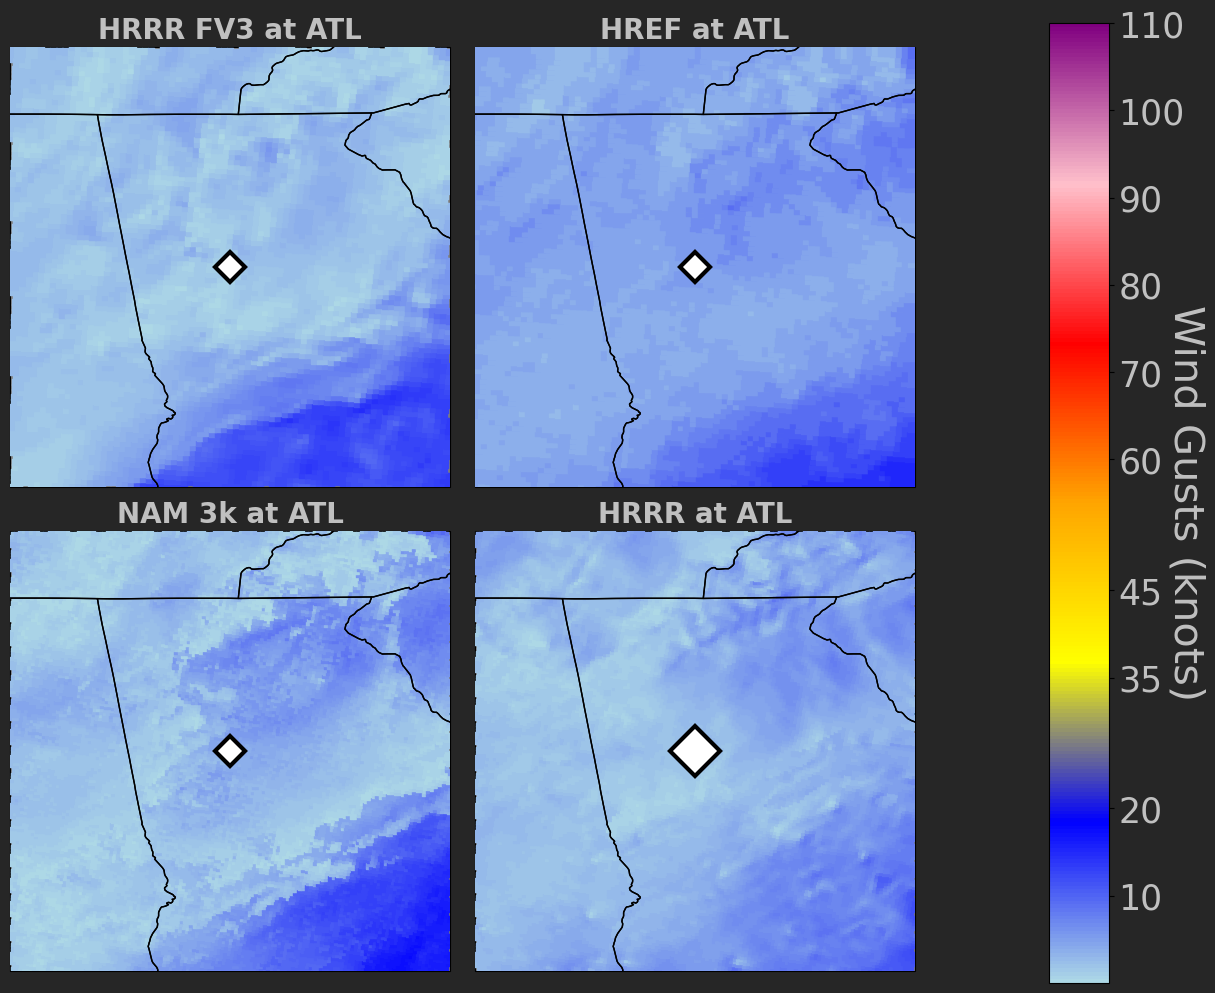 HRRR FV3 at ATL
HREF at ATL
NAM 3k at ATL
HRRR at ATL
110
100
90
80
70
60
45
35
20
10
Wind Gusts (knots)